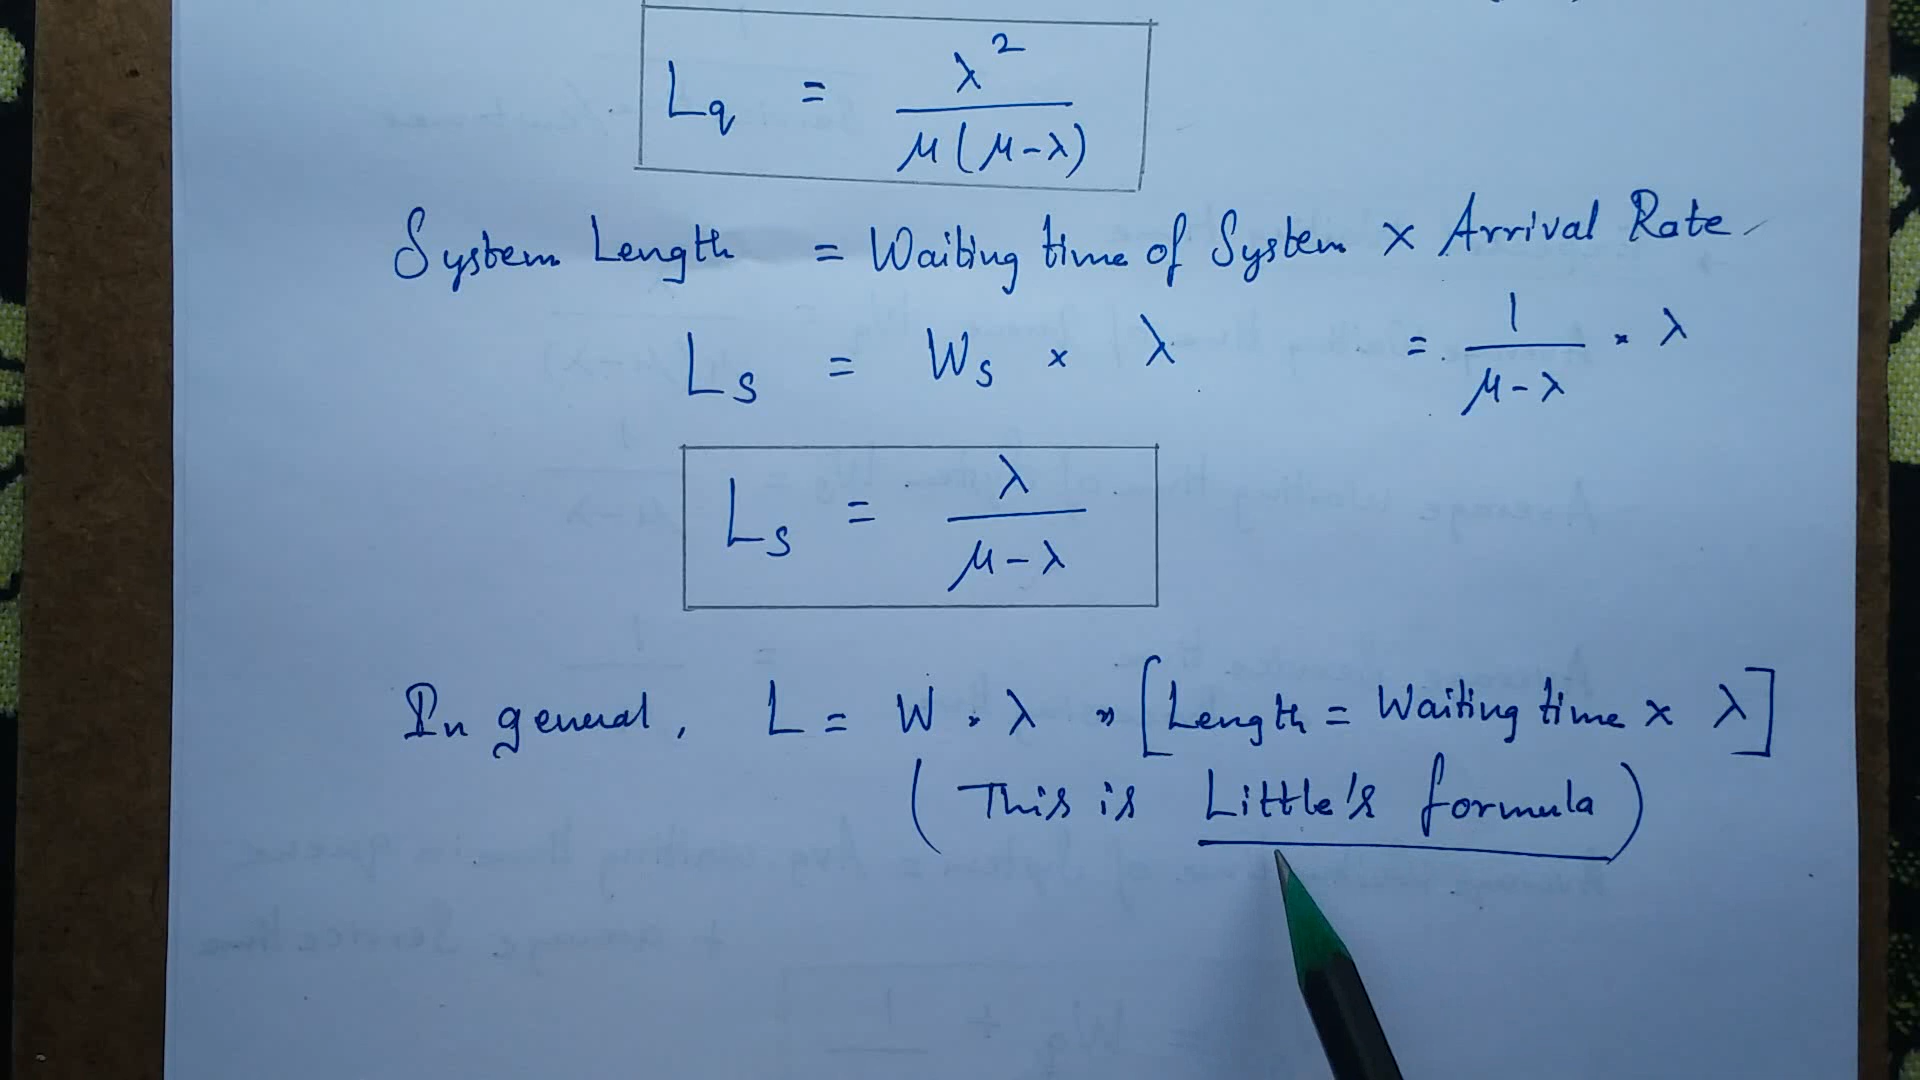 Lq = λ² / μ(μ-λ)
System Length = Waiting time of System × Arrival Rate
Ls = Ws × λ = 1 / μ-λ × λ
Ls = λ / μ-λ
In general, L = W × λ » [Length = Waiting time × λ]
(This is Little's formula)